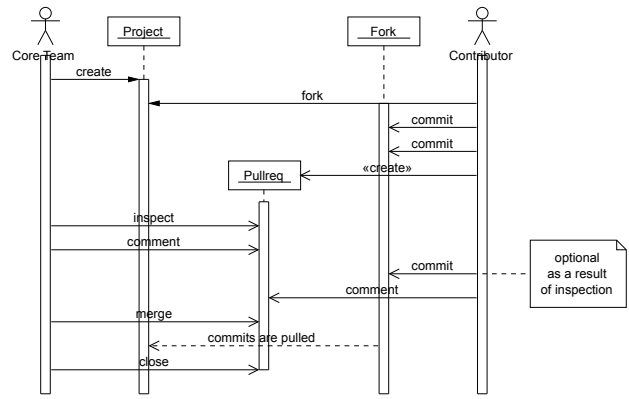 Project
Fork
Core Team
Contributor
create
fork
commit
commit
«create»
Pullreq
inspect
comment
commit
optional
as a result
of inspection
comment
merge
commits are pulled
close